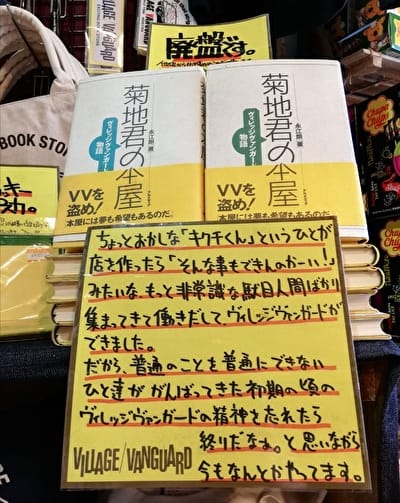 廃盤です。
BOOK STO
菊地君の本屋
永江朗 著
ヴィレッジヴァンガード物語
VVを
盗め!
本屋には夢も希望もあるのだ。
菊地君の本屋
永江朗 著
ヴィレッジヴァンガード物語
VVを
盗め!
本屋には夢も希望もあるのだ。
Chupa
Chups
ちょっとおかしな「キクチくん」というひとが
店を作ったら「そんな事もできんのかーい!」
みたいな、もっと非常識な駄目人間ばかり
集まってきて働きだして、ヴィレッジヴァンガードが
できました。
だから、普通のことを普通にできない
ひと達が がんばってきた初期の頃の
ヴィレッジヴァンガードの精神を忘れたら
終りだなぁ。と思いながら
今もなんとかやってます。
VILLAGE/VANGUARD